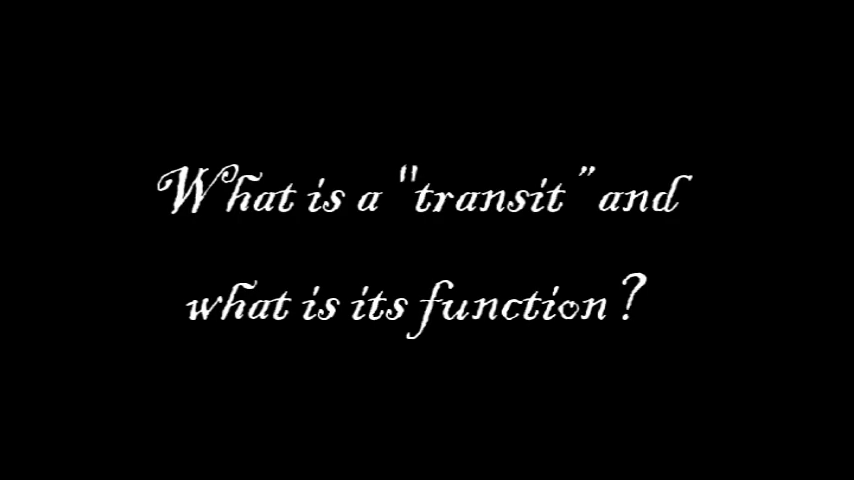 What is a "transit" and
what is its function?